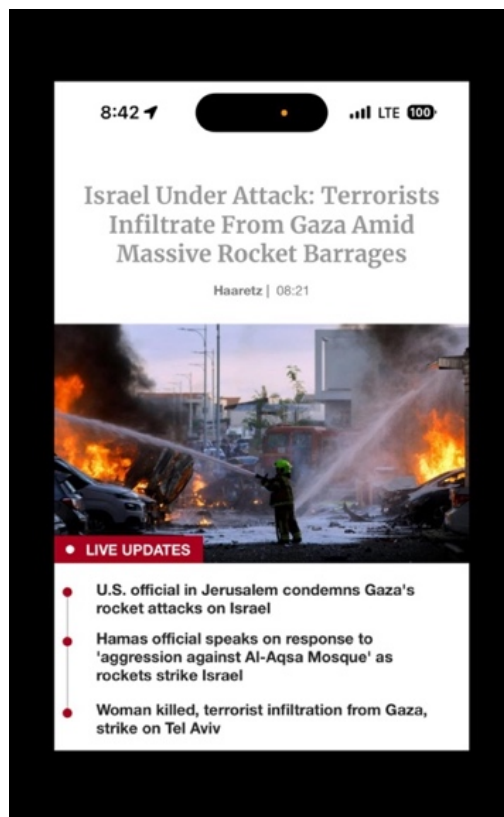 8:42
LTE 100
Israel Under Attack: Terrorists
Infiltrate From Gaza Amid
Massive Rocket Barrages
Haaretz | 08:21
LIVE UPDATES
U.S. official in Jerusalem condemns Gaza's
rocket attacks on Israel
Hamas official speaks on response to
'aggression against Al-Aqsa Mosque' as
rockets strike Israel
Woman killed, terrorist infiltration from Gaza,
strike on Tel Aviv